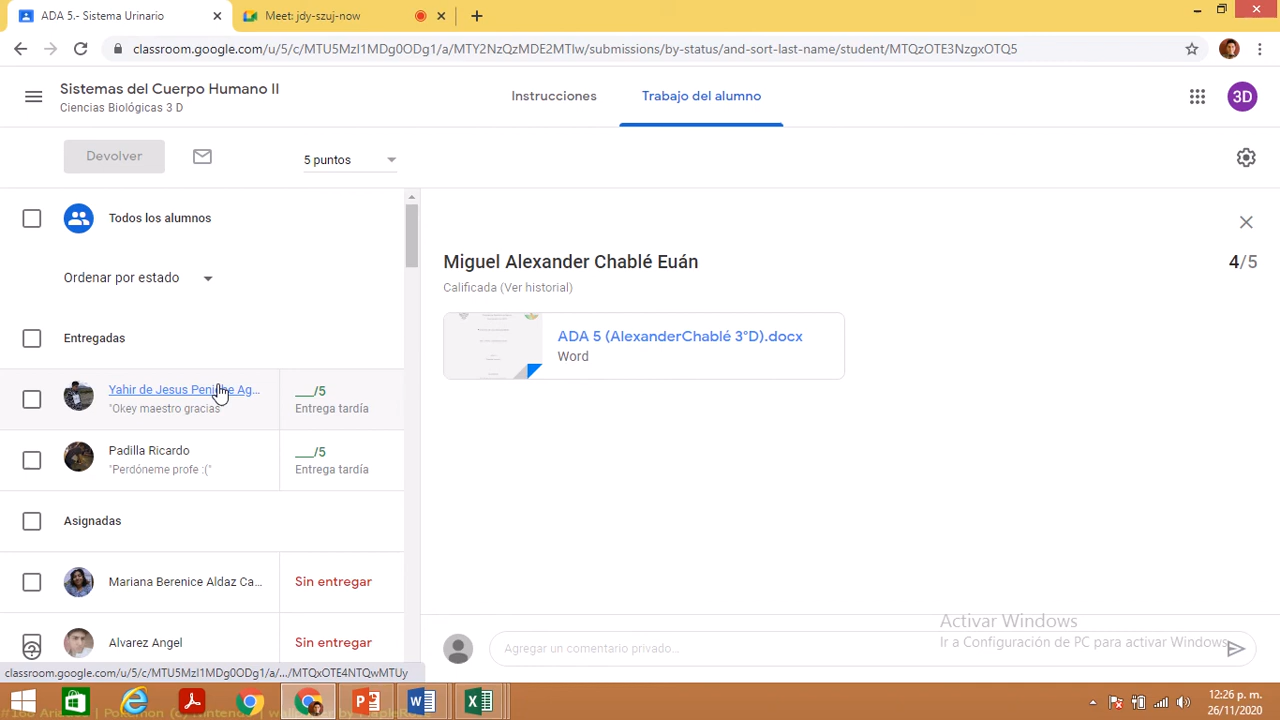 ADA 5.- Sistema Urinario
Meet: jdy-szuj-now
classroom.google.com/u/5/c/MTU5MzI1MDg0ODg1/a/MTY2NzQzMDE2MTIw/submissions/by-status/and-sort-last-name/student/MTQzOTE3NzgxOTQ5
Sistemas del Cuerpo Humano II
Ciencias Biológicas 3 D
Instrucciones
Trabajo del alumno
3D
Devolver
5 puntos
Todos los alumnos
Ordenar por estado
Entregadas
Yahir de Jesus Peniche Ag...
"Okey maestro gracias"
___/5
Entrega tardía
Padilla Ricardo
"Perdóneme profe :("
___/5
Entrega tardía
Asignadas
Mariana Berenice Aldaz Ca...
Sin entregar
Alvarez Angel
Sin entregar
Miguel Alexander Chablé Euán
4/5
Calificada (Ver historial)
ADA 5 (AlexanderChablé 3°D).docx
Word
Activar Windows
Ir a Configuración de PC para activar Windows.
Agregar un comentario privado...
classroom.google.com/u/5/c/MTU5MzI1MDg0ODg1/a/.../MTQxOTE4NTQwMTUy
12:26 p. m.
26/11/2020